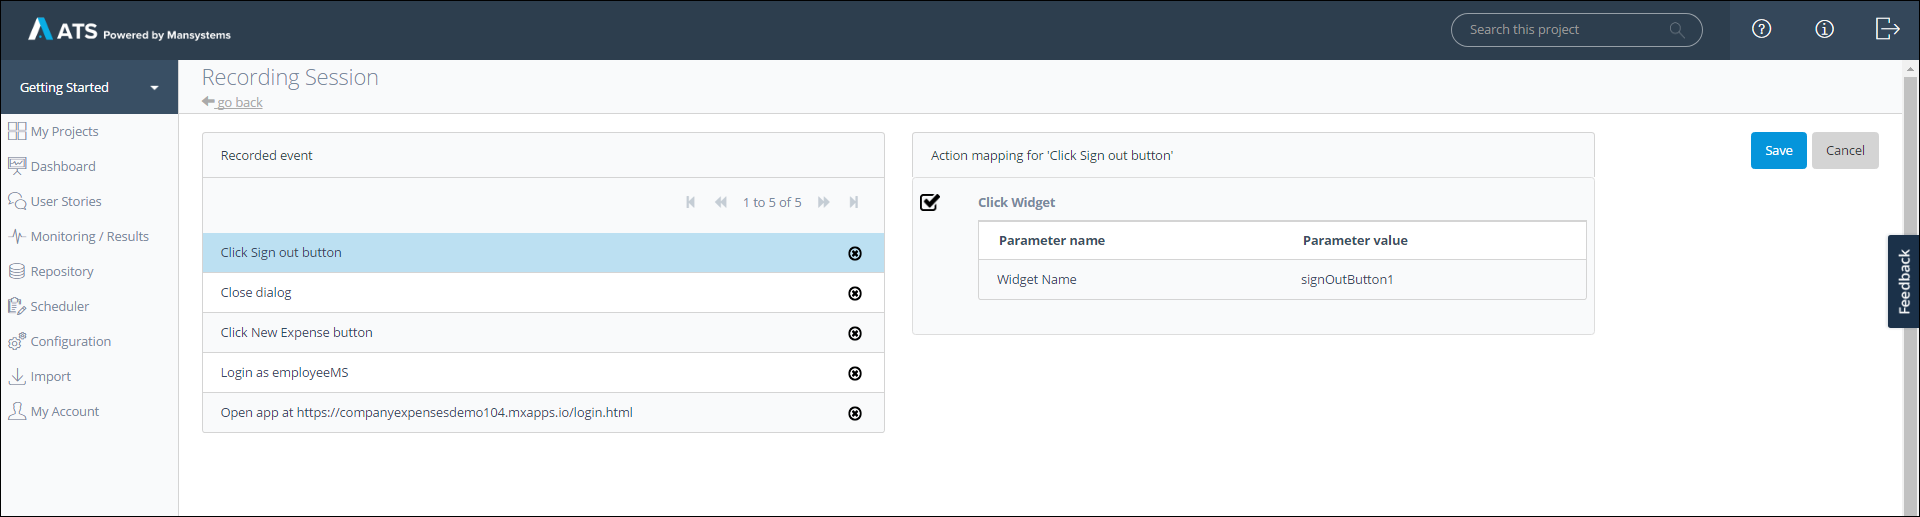 ATS Powered by Mansystems
Search this project
Getting Started
My Projects
Dashboard
User Stories
Monitoring / Results
Repository
Scheduler
Configuration
Import
My Account
Recording Session
go back
Recorded event
1 to 5 of 5
Click Sign out button
Close dialog
Click New Expense button
Login as employeeMS
Open app at https://companyexpensesdemo104.mxapps.io/login.html
Action mapping for 'Click Sign out button'
Click Widget
Parameter name Parameter value
Widget Name signOutButton1
Save Cancel
Feedback